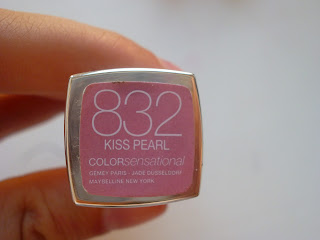 832
KISS PEARL
COLORsensational
GEMEY PARIS - JADE DÜSSELDORF
MAYBELLINE NEW YORK